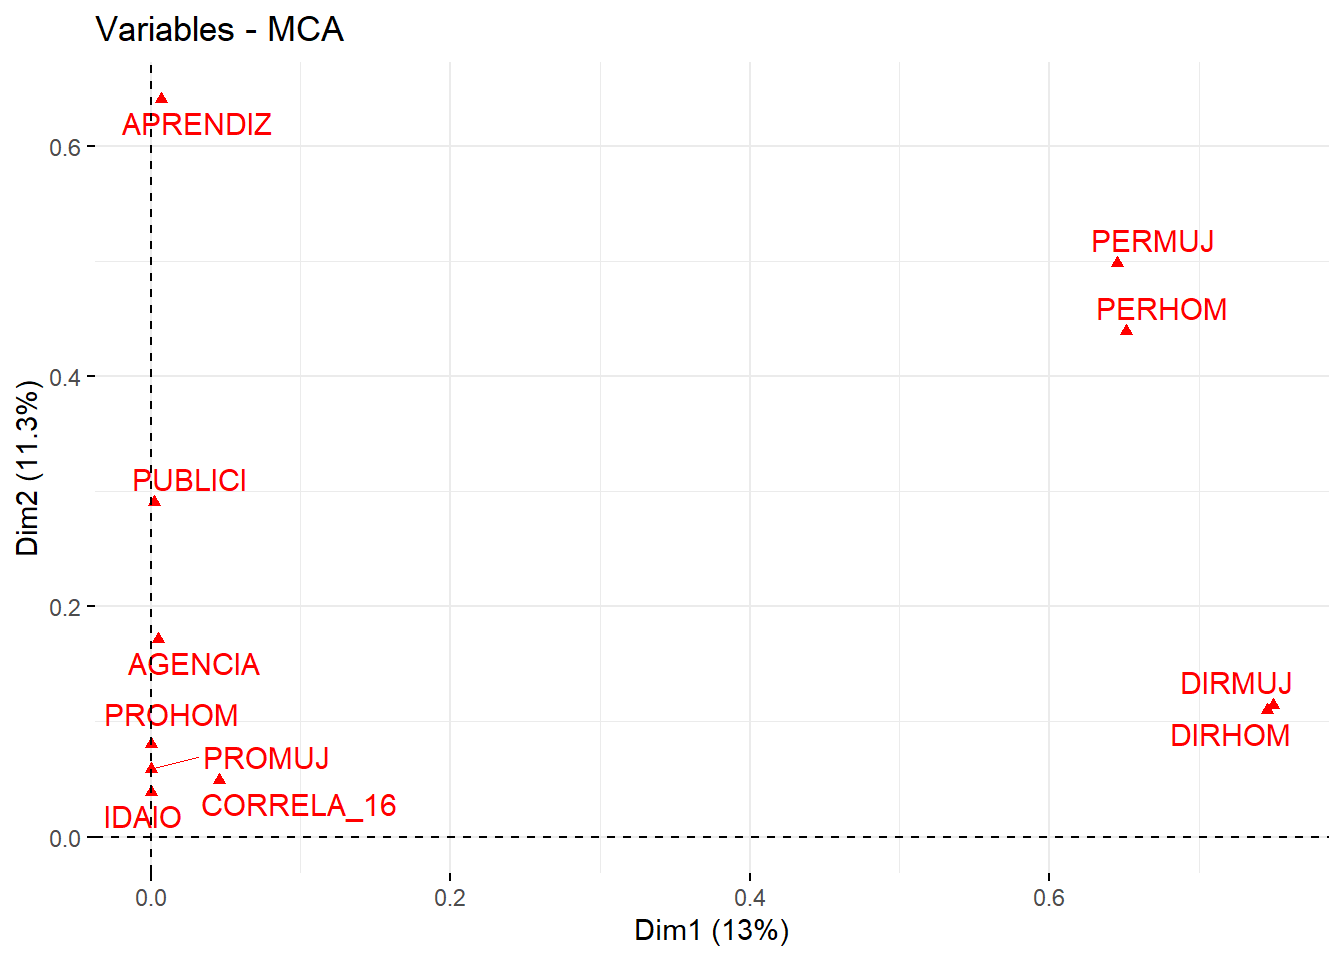 Variables - MCA
APRENDIZ
0.6
PERMUJ
PERHOM
0.4
Dim2 (11.3%)
PUBLICI
0.2
AGENCIA
DIRMUJ
PROHOM
DIRHOM
PROMUJ
CORRELA_16
IDAIO
0.0
0.0 0.2 0.4 0.6
Dim1 (13%)